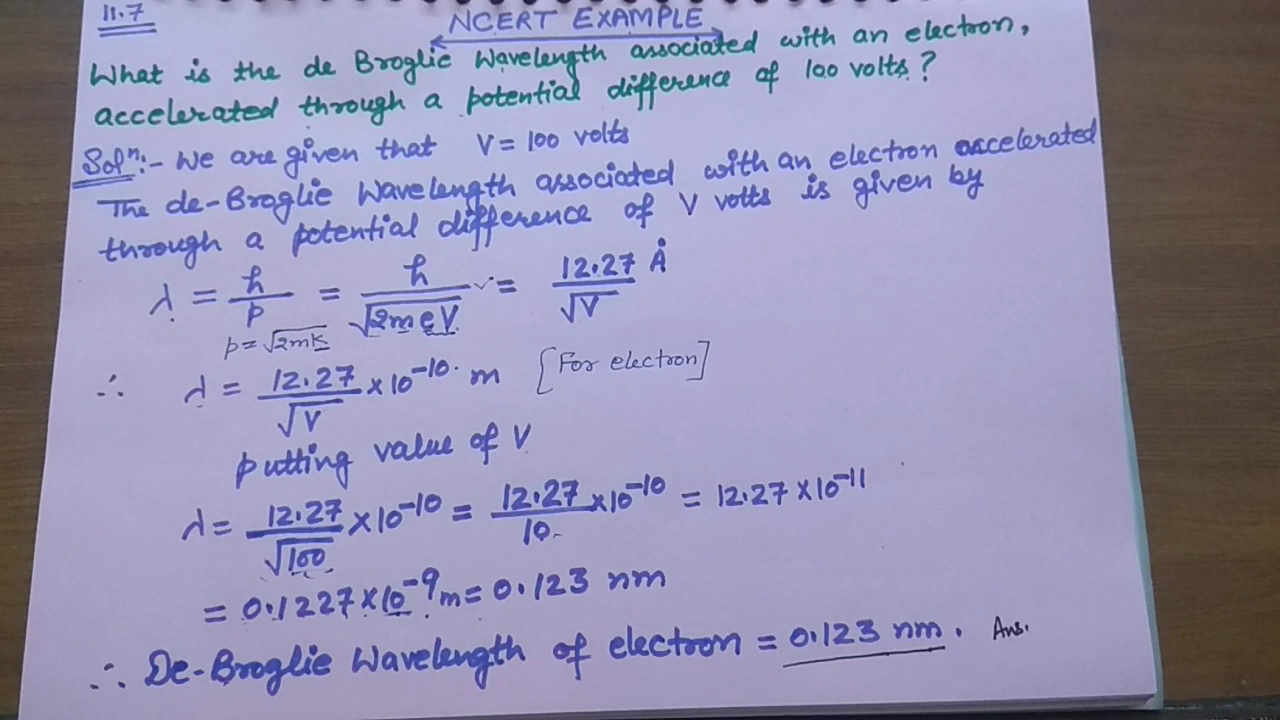 11.7
NCERT EXAMPLE
What is the de Broglie Wavelength associated with an electron,
accelerated through a potential difference of 100 volts?
Solⁿ:- We are given that V = 100 volts
The de-Broglie Wavelength associated with an electron accelerated
through a potential difference of V volts is given by
λ = h/p = h/√2meV = 12.27/√V Å
p = √2mK
∴ λ = 12.27/√V × 10⁻¹⁰ m [For electron]
putting value of V
λ = 12.27/√100 × 10⁻¹⁰ = 12.27/10 × 10⁻¹⁰ = 12.27 × 10⁻¹¹
= 0.1227 × 10⁻⁹ m = 0.123 nm
∴ De-Broglie Wavelength of electron = 0.123 nm. Ans.